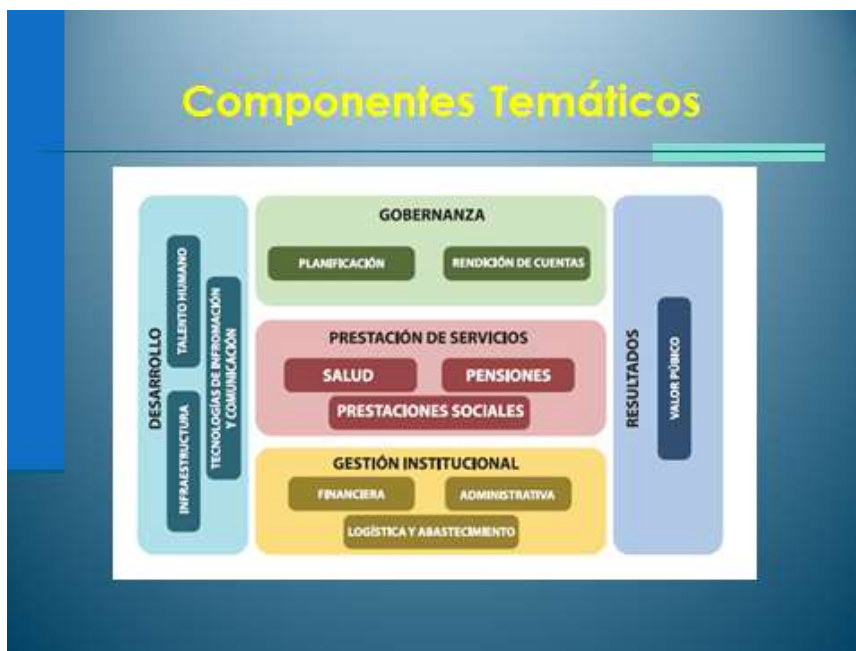 Componentes Temáticos
DESARROLLO
TALENTO HUMANO
INFRAESTRUCTURA
TECNOLOGÍAS DE INFROMACIÓN
Y COMUNICACIÓN
GOBERNANZA
PLANIFICACIÓN
RENDICIÓN DE CUENTAS
PRESTACIÓN DE SERVICIOS
SALUD
PENSIONES
PRESTACIONES SOCIALES
GESTIÓN INSTITUCIONAL
FINANCIERA
ADMINISTRATIVA
LOGÍSTICA Y ABASTECIMIENTO
RESULTADOS
VALOR PÚBICO